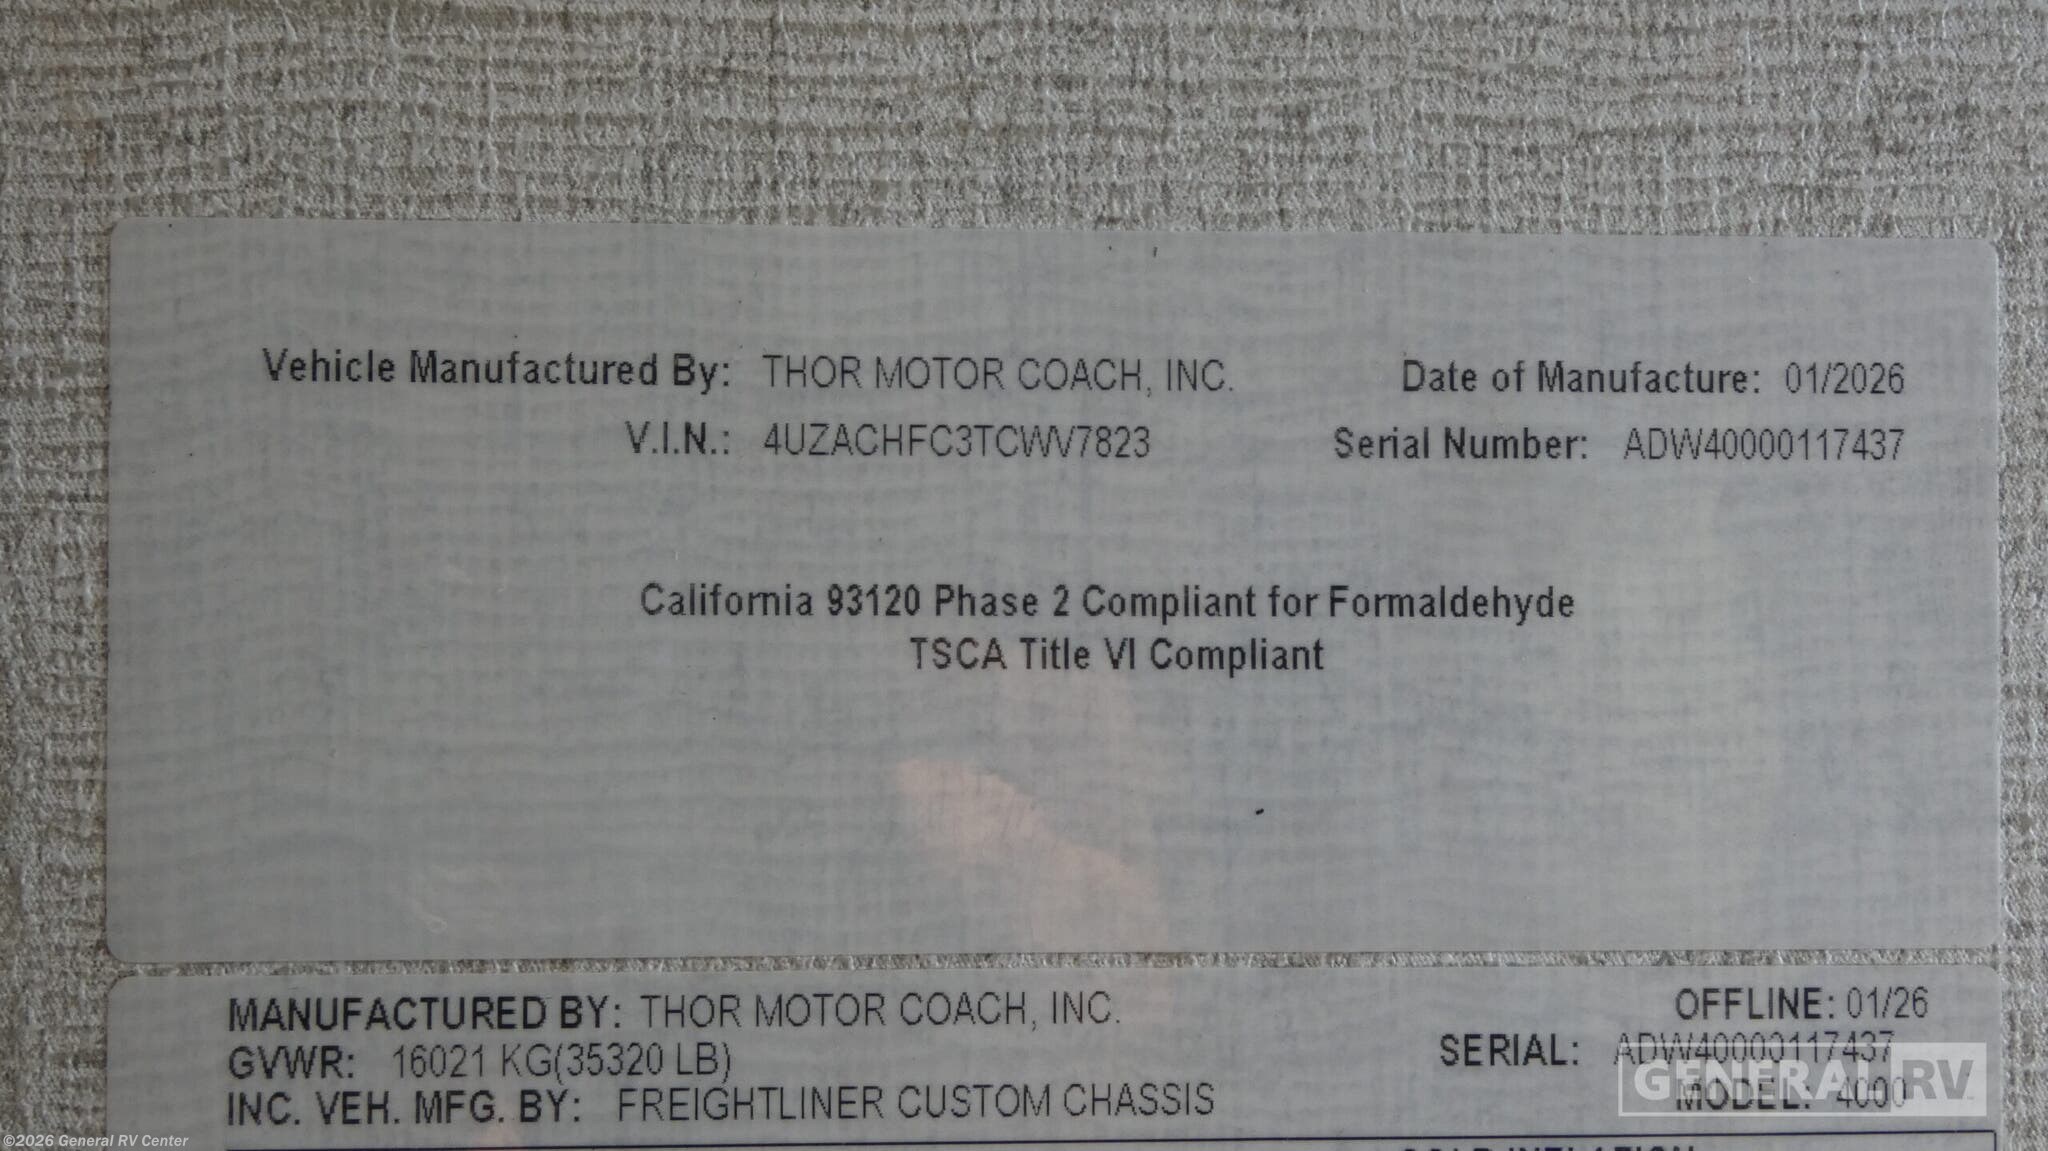 Vehicle Manufactured By: THOR MOTOR COACH, INC. Date of Manufacture: 01/2026
V.I.N.: 4UZACHFC3TCWV7823 Serial Number: ADW40000117437
California 93120 Phase 2 Compliant for Formaldehyde
TSCA Title VI Compliant
MANUFACTURED BY: THOR MOTOR COACH, INC. OFFLINE: 01/26
GVWR: 16021 KG(35320 LB) SERIAL: ADW40000117437
INC. VEH. MFG. BY: FREIGHTLINER CUSTOM CHASSIS MODEL: 4000
GENERAL RV
©2026 General RV Center